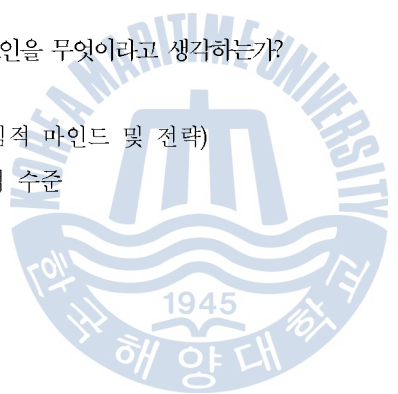 인을 무엇이라고 생각하는가?
적 마인드 및 전략)
수준
KOREA MARITIME UNIVERSITY
1945
한국해양대학교